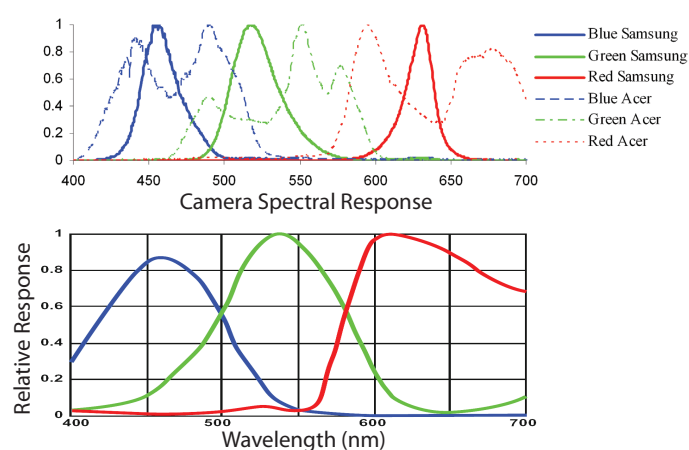 1
0.8
0.6
0.4
0.2
0
400 450 500 550 600 650 700
Blue Samsung
Green Samsung
Red Samsung
Blue Acer
Green Acer
Red Acer
Camera Spectral Response
Relative Response
1
0.8
0.6
0.4
0.2
0
400 500 600 700
Wavelength (nm)